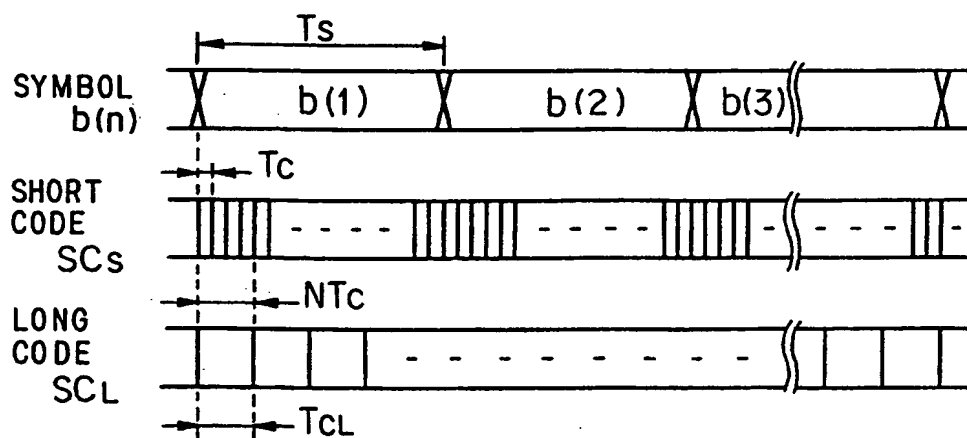 Ts
SYMBOL
b(n)
b(1) b(2) b(3)
Tc
SHORT
CODE
SCs
NTc
LONG
CODE
SCL
TCL